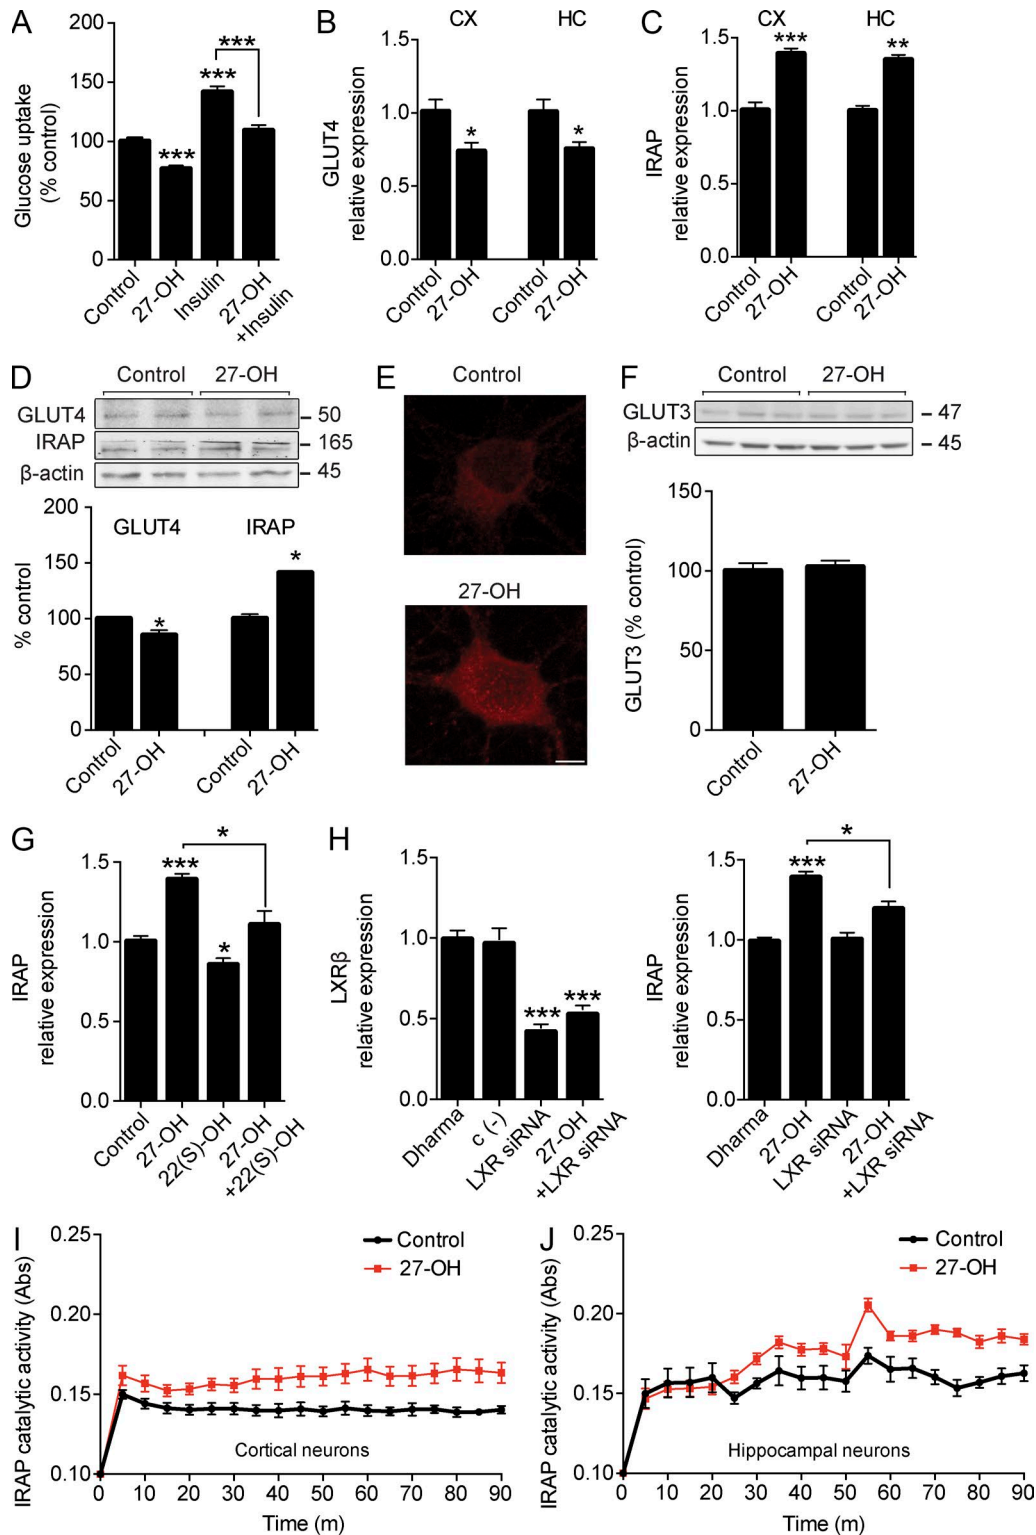 A
Glucose uptake
(% control)
200
150
100
50
0
***
***
***
Control
27-OH
Insulin
27-OH
+Insulin
B
CX
HC
GLUT4
relative expression
1.5
1.0
0.5
0.0
*
*
Control
27-OH
Control
27-OH
C
CX
HC
IRAP
relative expression
1.5
1.0
0.5
0.0
***
**
Control
27-OH
Control
27-OH
D
Control
27-OH
GLUT4
50
IRAP
165
β-actin
45
% control
200
150
100
50
0
GLUT4
IRAP
*
*
Control
27-OH
Control
27-OH
E
Control
27-OH
F
Control
27-OH
GLUT3
47
β-actin
45
GLUT3 (% control)
150
100
50
0
Control
27-OH
G
IRAP
relative expression
1.5
1.0
0.5
0.0
*
***
*
Control
27-OH
22(S)-OH
27-OH
+22(S)-OH
H
LXRβ
relative expression
1.5
1.0
0.5
0.0
***
***
Dharma
c (-)
LXR siRNA
27-OH
+LXR siRNA
IRAP
relative expression
1.5
1.0
0.5
0.0
*
***
Dharma
27-OH
LXR siRNA
27-OH
+LXR siRNA
I
IRAP catalytic activity (Abs)
0.25
0.20
0.15
0.10
Control
27-OH
Cortical neurons
0 10 20 30 40 50 60 70 80 90
Time (m)
J
IRAP catalytic activity (Abs)
0.25
0.20
0.15
0.10
Control
27-OH
Hippocampal neurons
0 10 20 30 40 50 60 70 80 90
Time (m)